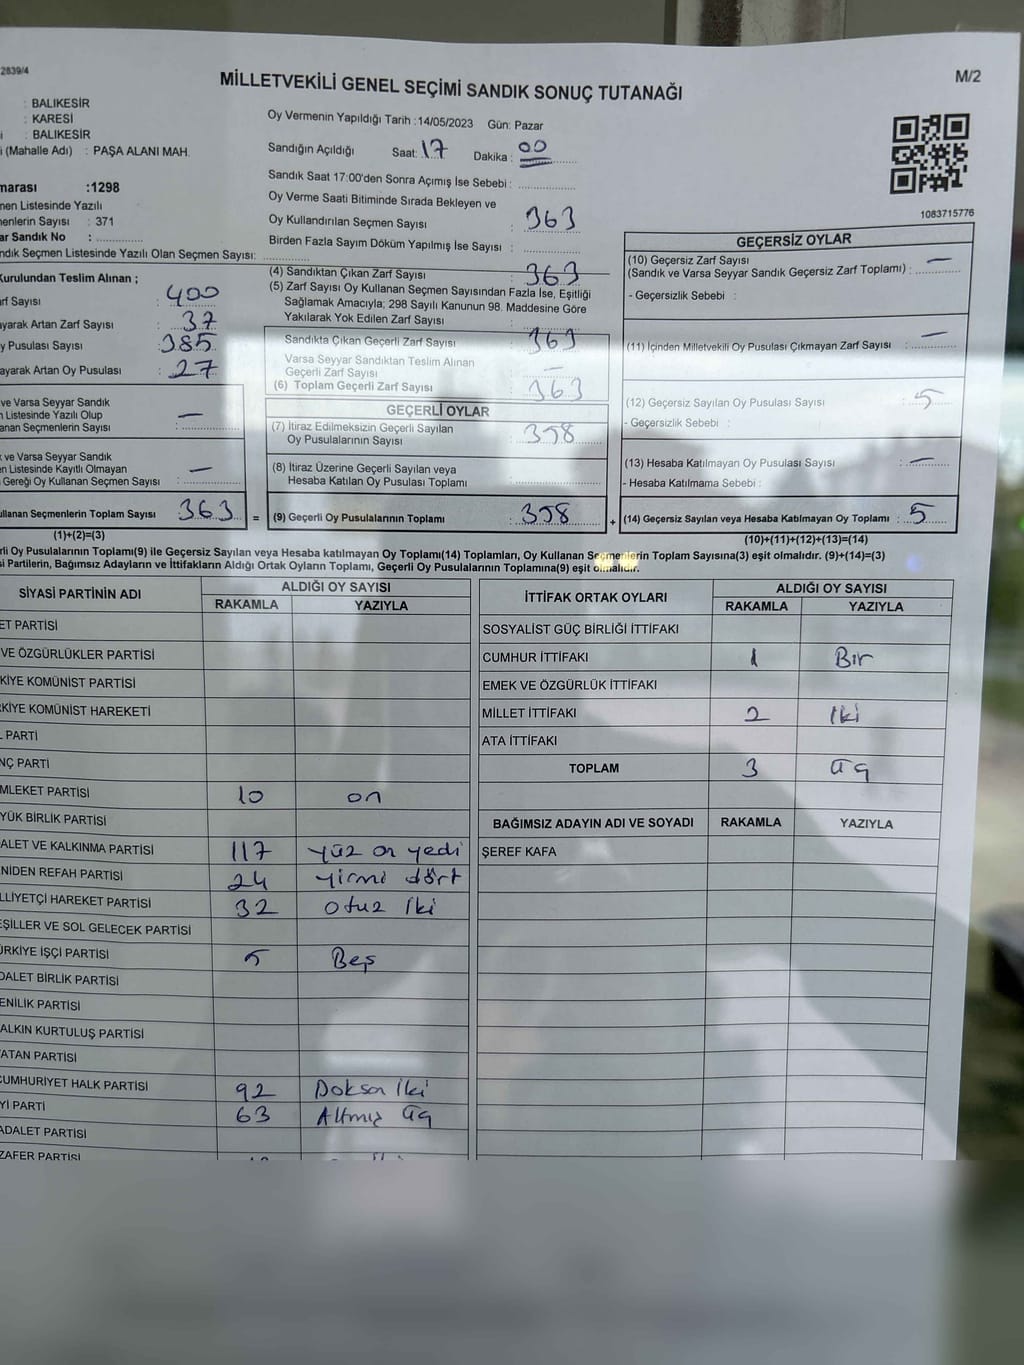 2839/4
MİLLETVEKİLİ GENEL SEÇİMİ SANDIK SONUÇ TUTANAĞI
M/2
: BALIKESİR
: KARESİ
: BALIKESİR
(Mahalle Adı) : PAŞA ALANI MAH.
:1298
Listesinde Yazılı
Sayısı : 371
Sandık No : ..............
Seçmen Listesinde Yazılı Olan Seçmen Sayısı: ..............
Kurulundan Teslim Alınan ;
Sayısı : 400
Artan Zarf Sayısı : 37
Pusulası Sayısı : 385
Artan Oy Pusulası : 27
ve Varsa Seyyar Sandık
Listesinde Yazılı Olup
Seçmenlerin Sayısı : —
ve Varsa Seyyar Sandık
Listesinde Kayıtlı Olmayan
Gereği Oy Kullanan Seçmen Sayısı : —
Seçmenlerin Toplam Sayısı 363 =
(1)+(2)=(3)
Oy Vermenin Yapıldığı Tarih :14/05/2023 Gün: Pazar
Sandığın Açıldığı Saat: 17 Dakika : 00
Sandık Saat 17:00'den Sonra Açımış İse Sebebi : ..............
Oy Verme Saati Bitiminde Sırada Bekleyen ve
Oy Kullandırılan Seçmen Sayısı : 363
Birden Fazla Sayım Döküm Yapılmış İse Sayısı : ..............
(4) Sandıktan Çıkan Zarf Sayısı : 363
(5) Zarf Sayısı Oy Kullanan Seçmen Sayısından Fazla İse, Eşitliği
Sağlamak Amacıyla; 298 Sayılı Kanunun 98. Maddesine Göre
Yakılarak Yok Edilen Zarf Sayısı : ..............
Sandıkta Çıkan Geçerli Zarf Sayısı : 363
Varsa Seyyar Sandıktan Teslim Alınan
Geçerli Zarf Sayısı : —
(6) Toplam Geçerli Zarf Sayısı : 363
GEÇERLİ OYLAR
(7) İtiraz Edilmeksizin Geçerli Sayılan
Oy Pusulalarının Sayısı : 358
(8) İtiraz Üzerine Geçerli Sayılan veya
Hesaba Katılan Oy Pusulası Toplamı : ..............
(9) Geçerli Oy Pusulalarının Toplamı : 358 +
1083715776
GEÇERSİZ OYLAR
(10) Geçersiz Zarf Sayısı
(Sandık ve Varsa Seyyar Sandık Geçersiz Zarf Toplamı) : —
- Geçersizlik Sebebi :
(11) İçinden Milletvekili Oy Pusulası Çıkmayan Zarf Sayısı : —
(12) Geçersiz Sayılan Oy Pusulası Sayısı : 5
- Geçersizlik Sebebi :
(13) Hesaba Katılmayan Oy Pusulası Sayısı : —
- Hesaba Katılmama Sebebi :
(14) Geçersiz Sayılan veya Hesaba Katılmayan Oy Toplamı : 5
(10)+(11)+(12)+(13)=(14)
Oy Pusulalarının Toplamı(9) ile Geçersiz Sayılan veya Hesaba katılmayan Oy Toplamı(14) Toplamları, Oy Kullanan Seçmenlerin Toplam Sayısına(3) eşit olmalıdır. (9)+(14)=(3)
Partilerin, Bağımsız Adayların ve İttifakların Aldığı Ortak Oyların Toplamı, Geçerli Oy Pusulalarının Toplamına(9) eşit olmalıdır.
SİYASİ PARTİNİN ADI ALDIĞI OY SAYISI
RAKAMLA YAZIYLA
PARTİSİ
VE ÖZGÜRLÜKLER PARTİSİ
KOMÜNİST PARTİSİ
KOMÜNİST HAREKETİ
PARTİ
PARTİ
MLEKET PARTİSİ 10 on
YÜK BİRLİK PARTİSİ
ALET VE KALKINMA PARTİSİ 117 yüz on yedi
NİDEN REFAH PARTİSİ 24 yirmi dört
LLİYETÇİ HAREKET PARTİSİ 32 otuz İki
EŞİLLER VE SOL GELECEK PARTİSİ
ÜRKİYE İŞÇİ PARTİSİ 5 Beş
DALET BİRLİK PARTİSİ
ENİLİK PARTİSİ
ALKIN KURTULUŞ PARTİSİ
ATAN PARTİSİ
CUMHURİYET HALK PARTİSİ 92 Doksan İki
Yİ PARTİ 63 Altmış üç
ADALET PARTİSİ
ZAFER PARTİSİ
İTTİFAK ORTAK OYLARI ALDIĞI OY SAYISI
RAKAMLA YAZIYLA
SOSYALİST GÜÇ BİRLİĞİ İTTİFAKI
CUMHUR İTTİFAKI 1 Bir
EMEK VE ÖZGÜRLÜK İTTİFAKI
MİLLET İTTİFAKI 2 İki
ATA İTTİFAKI
TOPLAM 3 üç
BAĞIMSIZ ADAYIN ADI VE SOYADI RAKAMLA YAZIYLA
ŞEREF KAFA